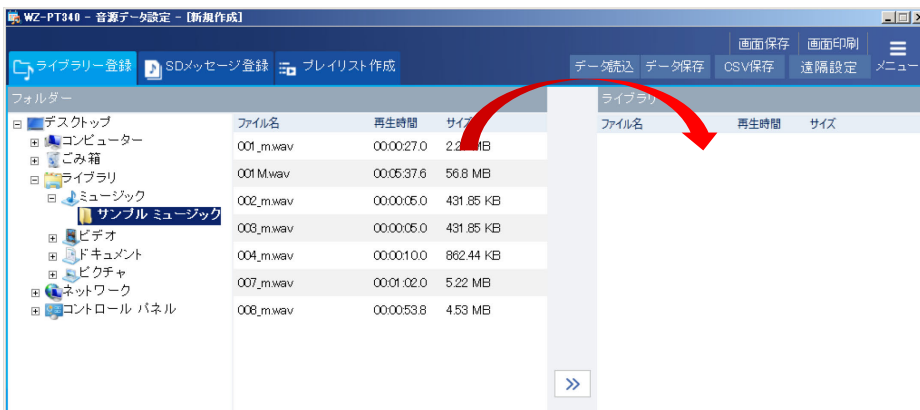 WZ-PT340 - 音源データ設定 - [新規作成]
画面保存 画面印刷
ライブラリー登録 SDメッセージ登録 プレイリスト作成 データ読込 データ保存 CSV保存 遠隔設定 メニュー
フォルダー ライブラリ
デスクトップ ファイル名 再生時間 サイズ ファイル名 再生時間 サイズ
コンピューター 001_m.wav 00:00:27.0 MB
ごみ箱
ライブラリ 001 M.wav 00:05:37.6 56.8 MB
ミュージック 002_m.wav 00:00:05.0 431.85 KB
サンプル ミュージック
ビデオ 003_m.wav 00:00:05.0 431.85 KB
ドキュメント 004_m.wav 00:00:10.0 862.44 KB
ピクチャ 007_m.wav 00:01:02.0 5.22 MB
ネットワーク
コントロール パネル 008_m.wav 00:00:53.8 4.53 MB